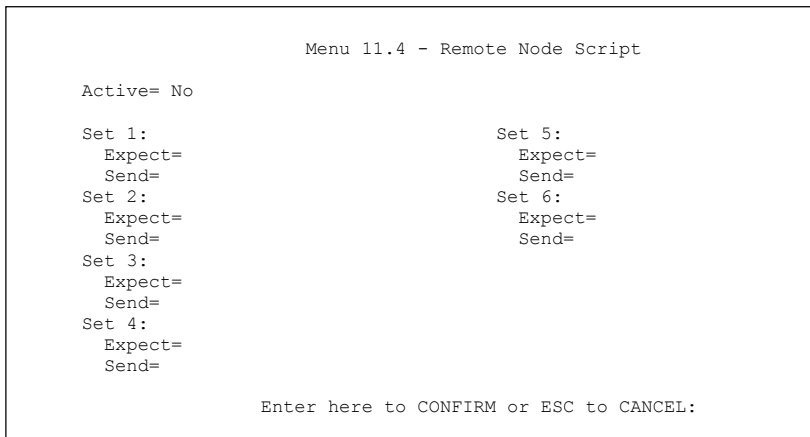 Menu 11.4 - Remote Node Script
Active= No
Set 1:
Expect=
Send=
Set 2:
Expect=
Send=
Set 3:
Expect=
Send=
Set 4:
Expect=
Send=
Set 5:
Expect=
Send=
Set 6:
Expect=
Send=
Enter here to CONFIRM or ESC to CANCEL: